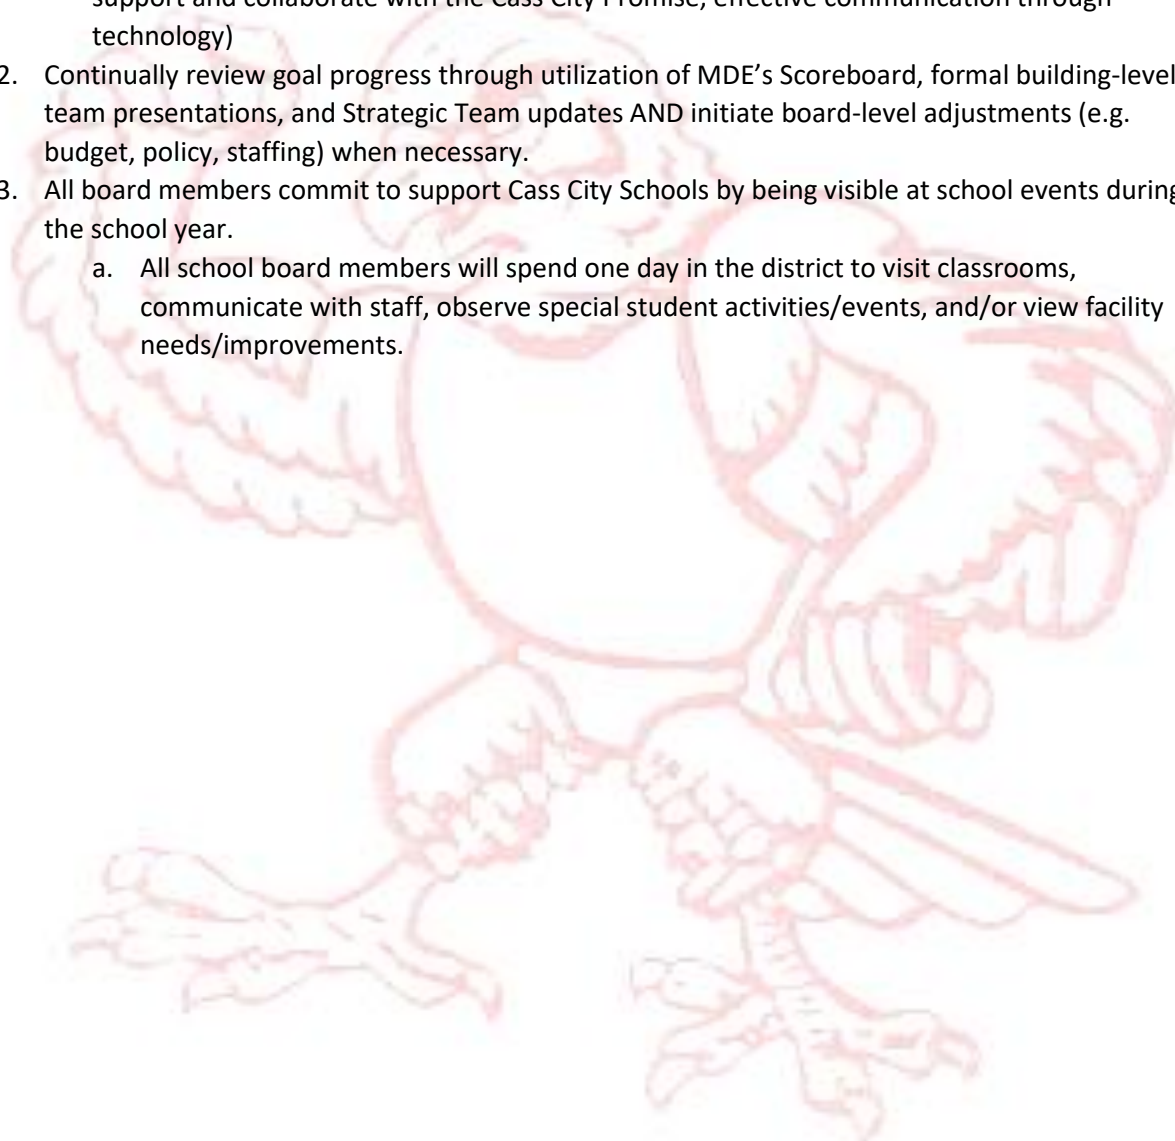 support and collaborate with the Cass City Promise, effective communication through
technology)
2. Continually review goal progress through utilization of MDE’s Scoreboard, formal building-level
team presentations, and Strategic Team updates AND initiate board-level adjustments (e.g.
budget, policy, staffing) when necessary.
3. All board members commit to support Cass City Schools by being visible at school events during
the school year.
a. All school board members will spend one day in the district to visit classrooms,
communicate with staff, observe special student activities/events, and/or view facility
needs/improvements.